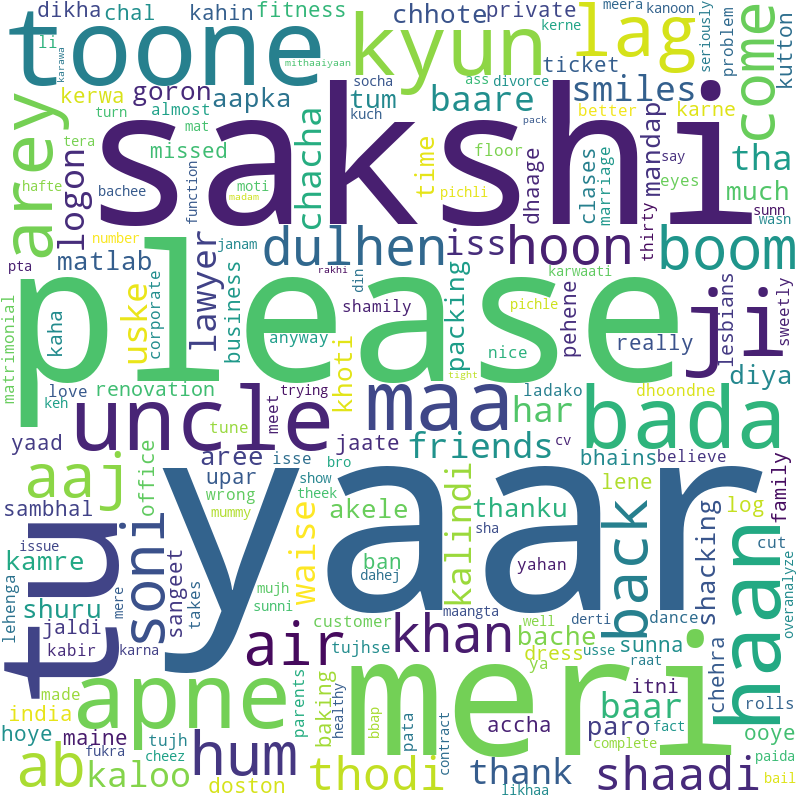 dikha chal kahin fitness chhote private meera kanoon
li kerne seriously problem kutton
toone kyun lag come
karawa mithaaiyaan socha ass divorce ticket smiles
kerwa goron aapka tum baare better karne
arey turn almost mat kuch pack
sakshi
logon tera missed chacha time floor dhaage clases marriage mandap say eyes tha much
hafte bachee function moti madam pichli thirty sunn wasn
number janam dulhen iss hoon boom
pta matlab uske corporate lawyer business rakhi din karwaati
please
matrimonial kaha shamily packing pichle pehene lesbians ji sweetly
anyway khoti nice really diya
love renovation trying tight ladako dhoondne
keh uncle tune meet maa har bada
yaad aree jaate friends cv bhains believe
aaj office upar isse bro lene family
sambhal wrong show theek akele kalindi thanku log
issue mummy waise sha back shacking cut
tu soni yaar haan
kamre sangeet mujh ban dahej yahan overanalyze
lehenga shuru takes sunni maangta
jaldi mere customer well derti dance
kabir karna air tujhse khan dress bache usse sunna chehra
made apne parents healthy ya raat itni rolls
india meri baar
hoye maine tujh baking bbap pata contract accha paro fact ooye
fukra hum complete paida
ab kaloo cheez doston thodi thank likhaa shaadi bail